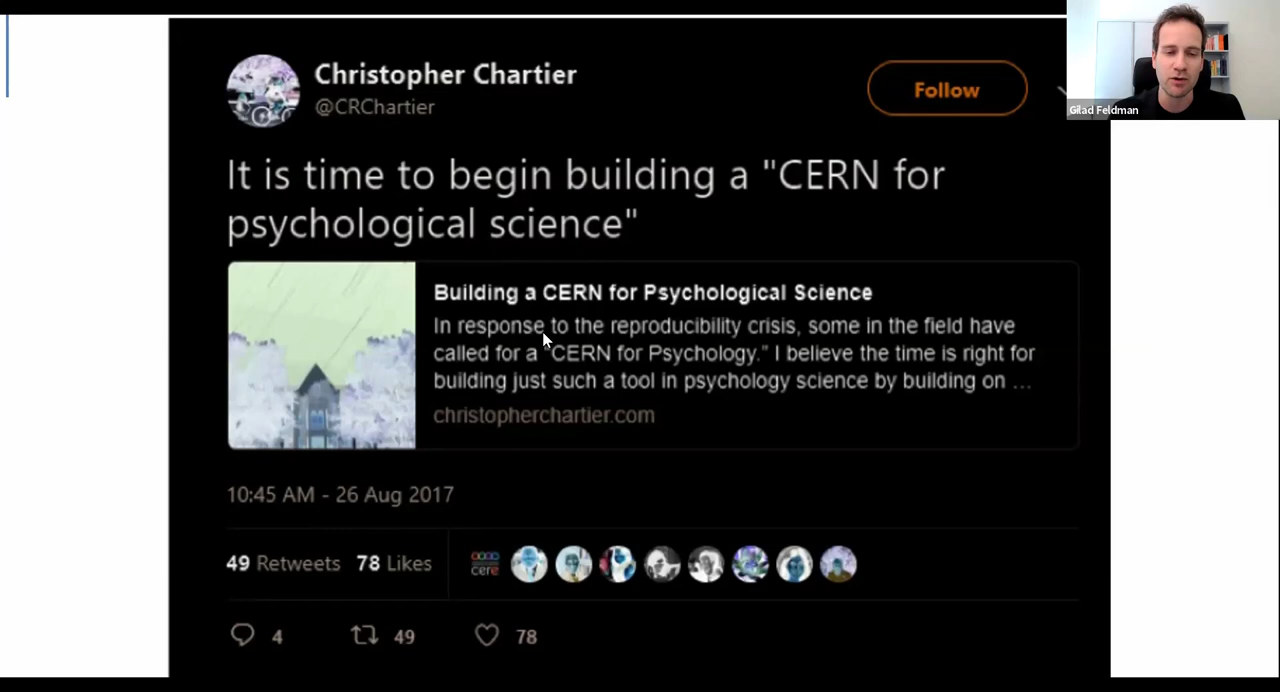 Christopher Chartier
@CRChartier
Follow
Gilad Feldman
It is time to begin building a "CERN for
psychological science"
Building a CERN for Psychological Science
In response to the reproducibility crisis, some in the field have
called for a "CERN for Psychology." I believe the time is right for
building just such a tool in psychology science by building on ...
christopherchartier.com
10:45 AM - 26 Aug 2017
49 Retweets 78 Likes
cere
4 49 78